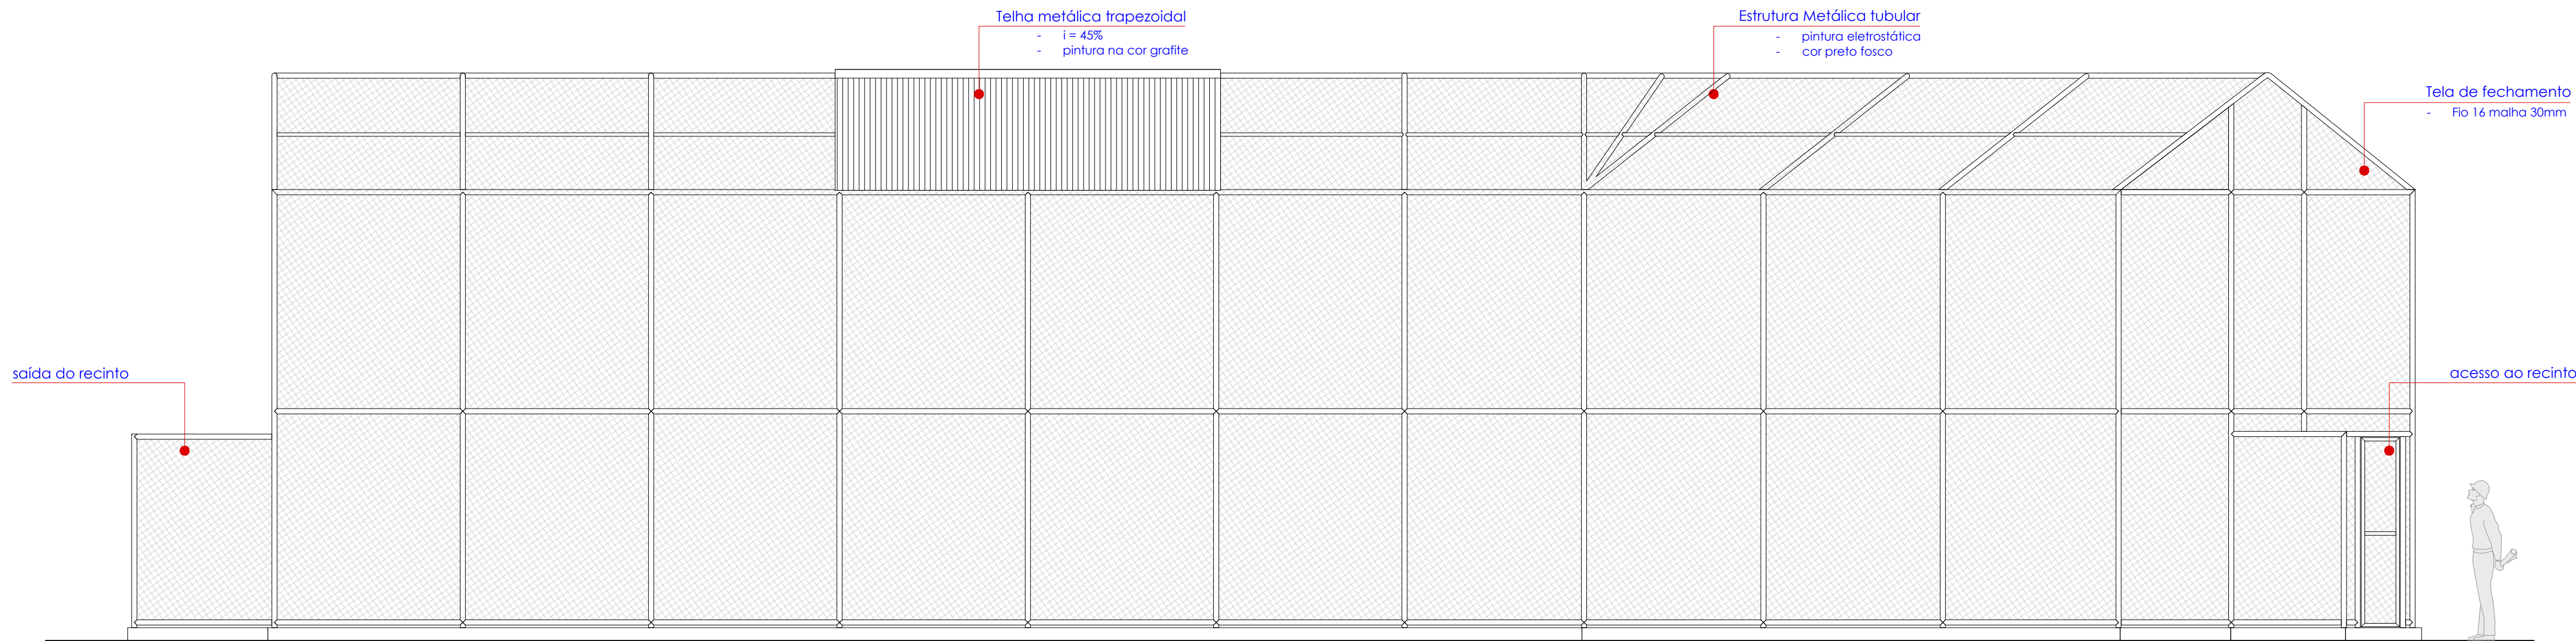 Telha metálica trapezoidal
- i = 45%
- pintura na cor grafite
Estrutura Metálica tubular
- pintura eletrostática
- cor preto fosco
Tela de fechamento
- Fio 16 malha 30mm
saída do recinto
acesso ao recinto